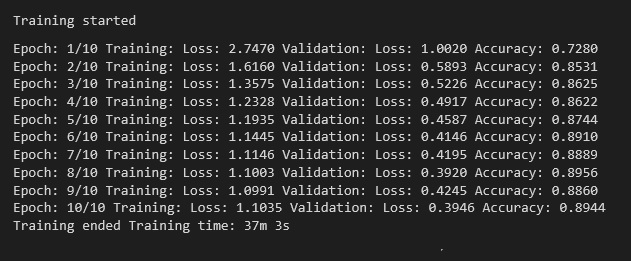 Training started
Epoch: 1/10 Training: Loss: 2.7470 Validation: Loss: 1.0020 Accuracy: 0.7280
Epoch: 2/10 Training: Loss: 1.6160 Validation: Loss: 0.5893 Accuracy: 0.8531
Epoch: 3/10 Training: Loss: 1.3575 Validation: Loss: 0.5226 Accuracy: 0.8625
Epoch: 4/10 Training: Loss: 1.2328 Validation: Loss: 0.4917 Accuracy: 0.8622
Epoch: 5/10 Training: Loss: 1.1935 Validation: Loss: 0.4587 Accuracy: 0.8744
Epoch: 6/10 Training: Loss: 1.1445 Validation: Loss: 0.4146 Accuracy: 0.8910
Epoch: 7/10 Training: Loss: 1.1146 Validation: Loss: 0.4195 Accuracy: 0.8889
Epoch: 8/10 Training: Loss: 1.1003 Validation: Loss: 0.3920 Accuracy: 0.8956
Epoch: 9/10 Training: Loss: 1.0991 Validation: Loss: 0.4245 Accuracy: 0.8860
Epoch: 10/10 Training: Loss: 1.1035 Validation: Loss: 0.3946 Accuracy: 0.8944
Training ended Training time: 37m 3s